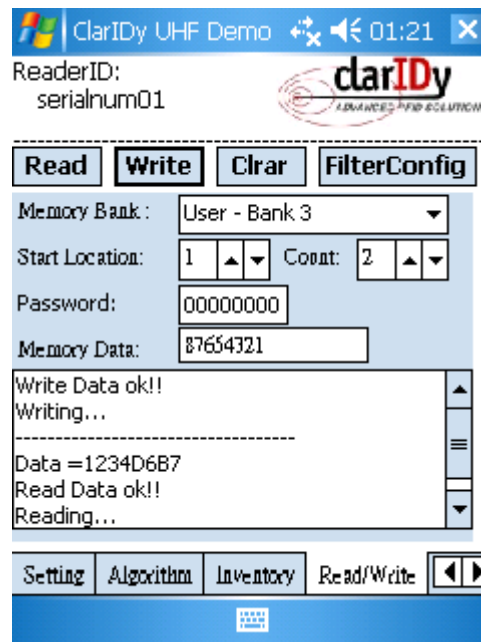 ClarIDy UHF Demo 01:21
ReaderID:
serialnum01
clarIDy
ADVANCED RFID SOLUTION
Read Write Clrar FilterConfig
Memory Bank : User - Bank 3
Start Location: 1 Count: 2
Password: 00000000
Memory Data: 87654321
Write Data ok!!
Writing...
-----------------------------------
Data =1234D6B7
Read Data ok!!
Reading...
Setting Algorithm Inventory Read/Write